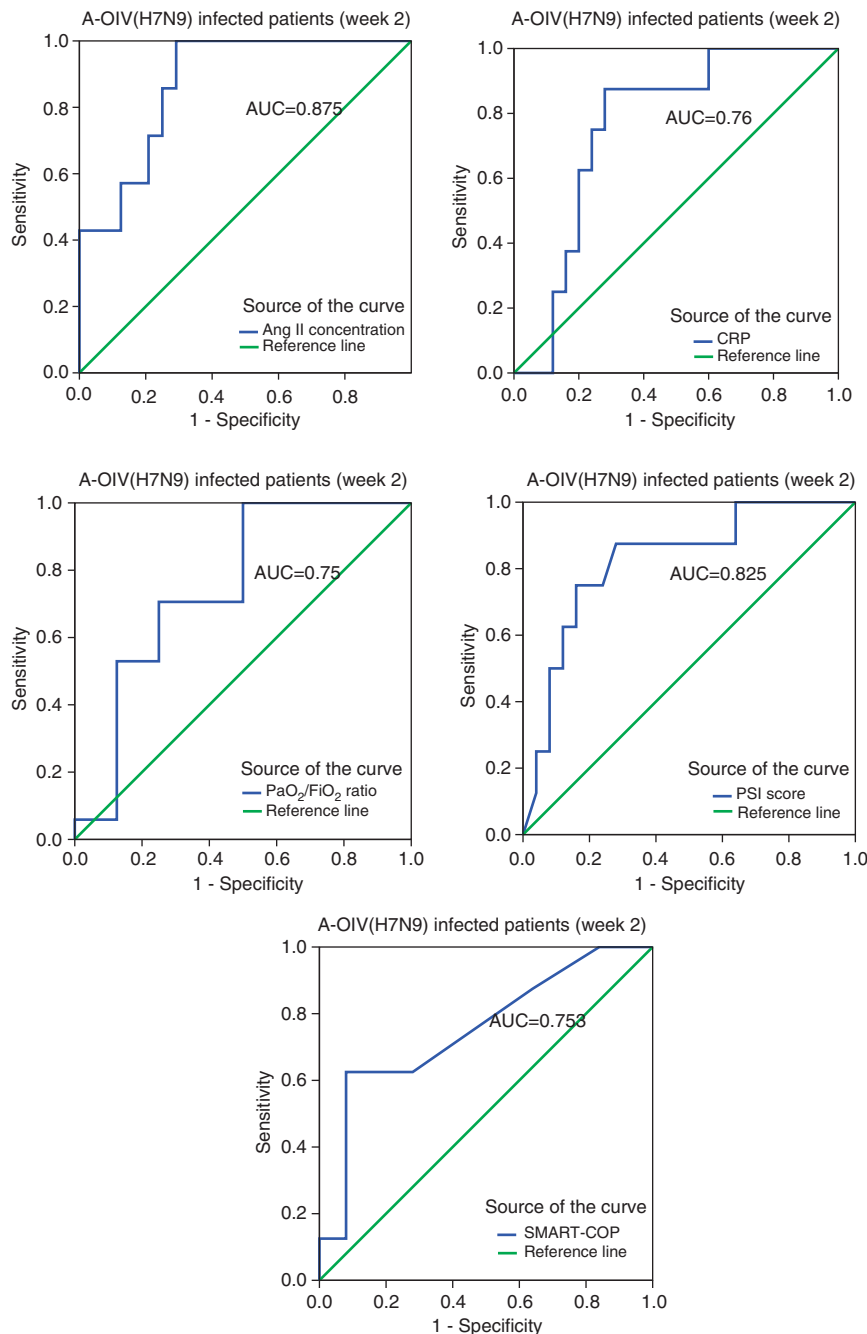 A-OIV(H7N9) infected patients (week 2)
1.0
0.8
0.6
0.4
0.2
0.0
Sensitivity
AUC=0.875
Source of the curve
Ang II concentration
Reference line
0.0 0.2 0.4 0.6 0.8
1 - Specificity
A-OIV(H7N9) infected patients (week 2)
1.0
0.8
0.6
0.4
0.2
0.0
Sensitivity
AUC=0.76
Source of the curve
CRP
Reference line
0.0 0.2 0.4 0.6 0.8 1.0
1 - Specificity
A-OIV(H7N9) infected patients (week 2)
1.0
0.8
0.6
0.4
0.2
0.0
Sensitivity
AUC=0.75
Source of the curve
PaO₂/FiO₂ ratio
Reference line
0.0 0.2 0.4 0.6 0.8 1.0
1 - Specificity
A-OIV(H7N9) infected patients (week 2)
1.0
0.8
0.6
0.4
0.2
0.0
Sensitivity
AUC=0.825
Source of the curve
PSI score
Reference line
0.0 0.2 0.4 0.6 0.8 1.0
1 - Specificity
A-OIV(H7N9) infected patients (week 2)
1.0
0.8
0.6
0.4
0.2
0.0
Sensitivity
AUC=0.753
Source of the curve
SMART-COP
Reference line
0.0 0.2 0.4 0.6 0.8 1.0
1 - Specificity